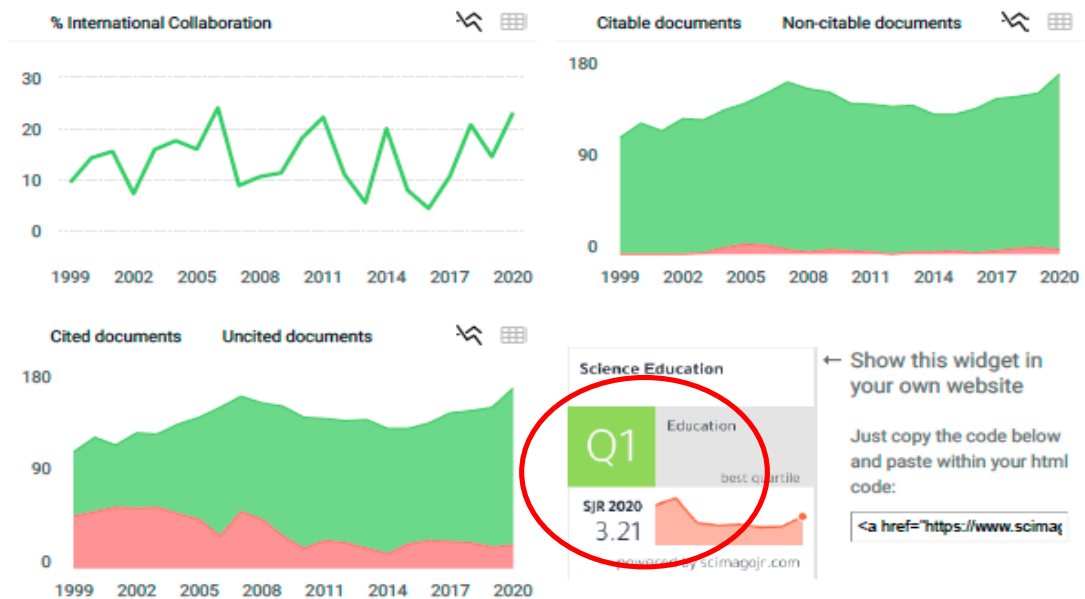 % International Collaboration
30
20
10
0
1999 2002 2005 2008 2011 2014 2017 2020
Citable documents Non-citable documents
180
90
0
1999 2002 2005 2008 2011 2014 2017 2020
Cited documents Uncited documents
180
90
0
1999 2002 2005 2008 2011 2014 2017 2020
Science Education
Q1
Education
best quartile
SJR 2020
3.21
powered by scimagojr.com
← Show this widget in
your own website
Just copy the code below
and paste within your html
code:
<a href="https://www.scimag